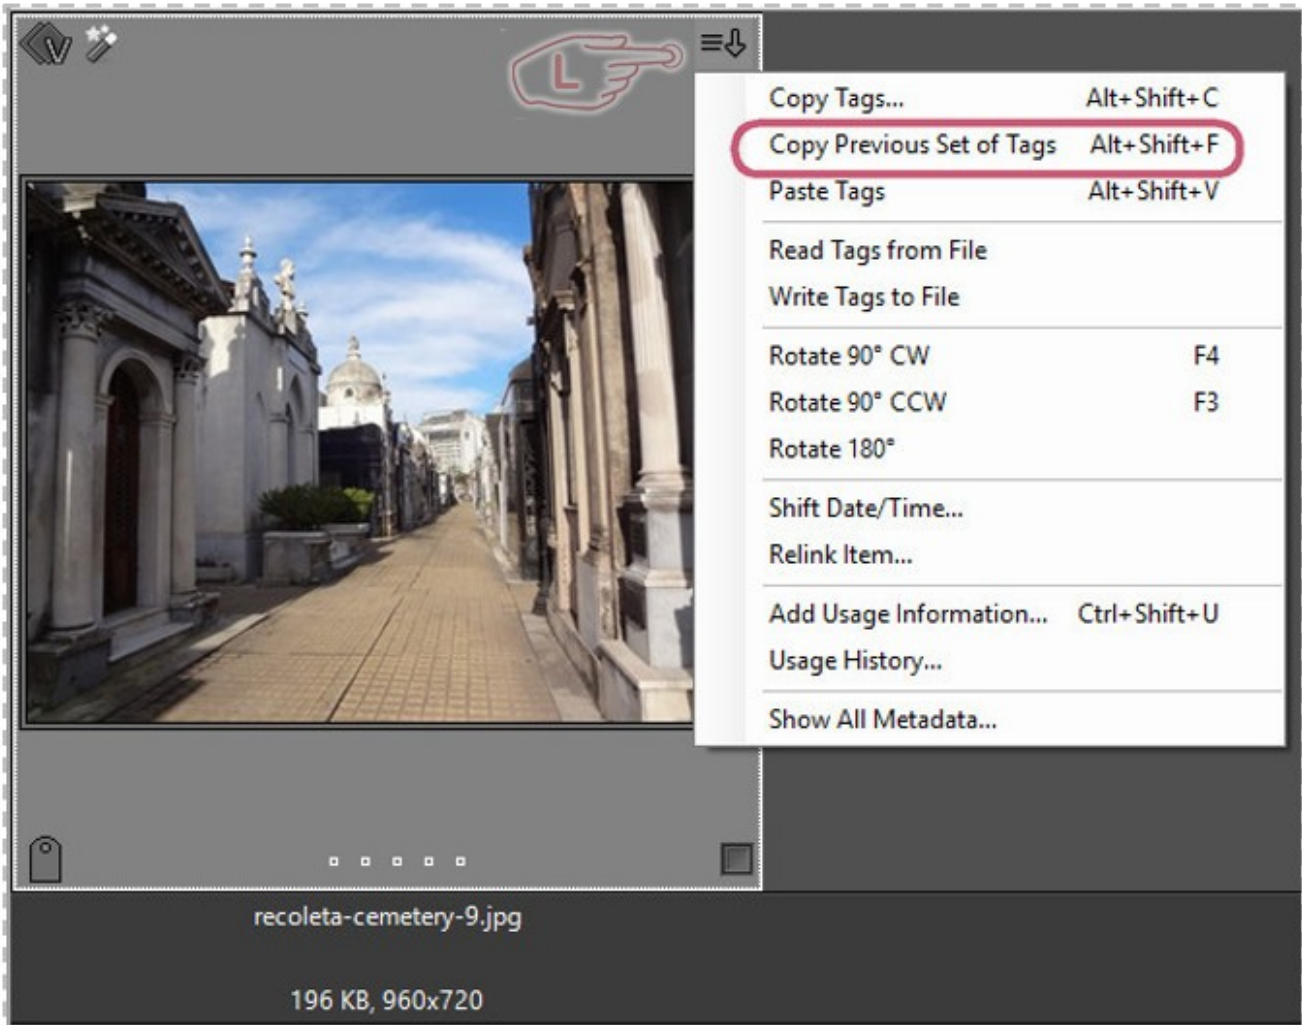 V
L
Copy Tags... Alt+Shift+C
Copy Previous Set of Tags Alt+Shift+F
Paste Tags Alt+Shift+V
Read Tags from File
Write Tags to File
Rotate 90° CW F4
Rotate 90° CCW F3
Rotate 180°
Shift Date/Time...
Relink Item...
Add Usage Information... Ctrl+Shift+U
Usage History...
Show All Metadata...
recoleta-cemetery-9.jpg
196 KB, 960x720